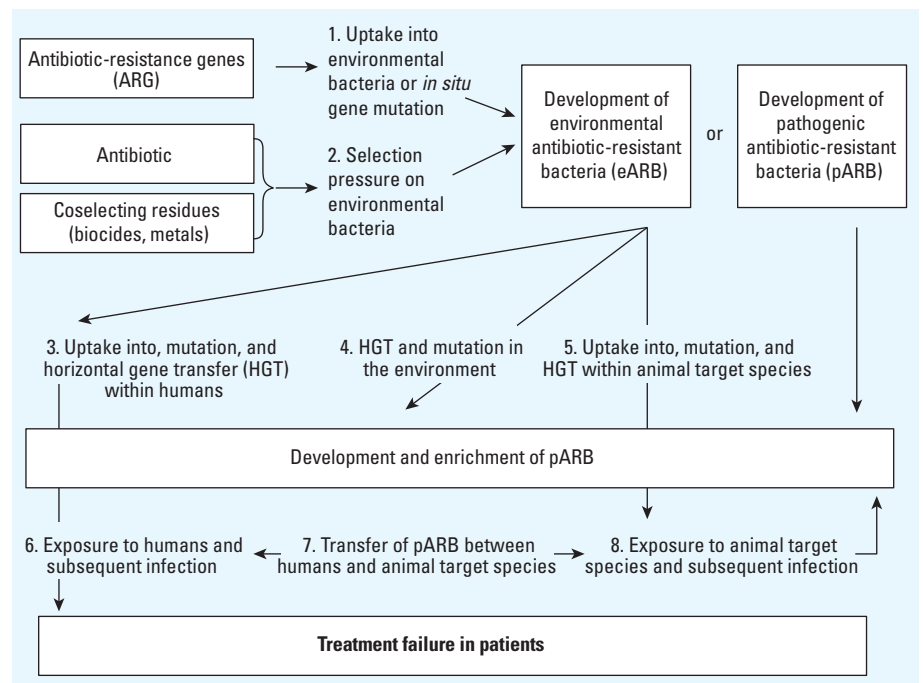 Antibiotic-resistance genes
(ARG)
1. Uptake into
environmental
bacteria or in situ
gene mutation
Antibiotic
Coselecting residues
(biocides, metals)
2. Selection
pressure on
environmental
bacteria
Development of
environmental
antibiotic-resistant
bacteria (eARB)
or
Development of
pathogenic
antibiotic-resistant
bacteria (pARB)
3. Uptake into, mutation, and
horizontal gene transfer (HGT)
within humans
4. HGT and mutation in
the environment
5. Uptake into, mutation, and
HGT within animal target species
Development and enrichment of pARB
6. Exposure to humans and
subsequent infection
7. Transfer of pARB between
humans and animal target species
8. Exposure to animal target
species and subsequent infection
Treatment failure in patients